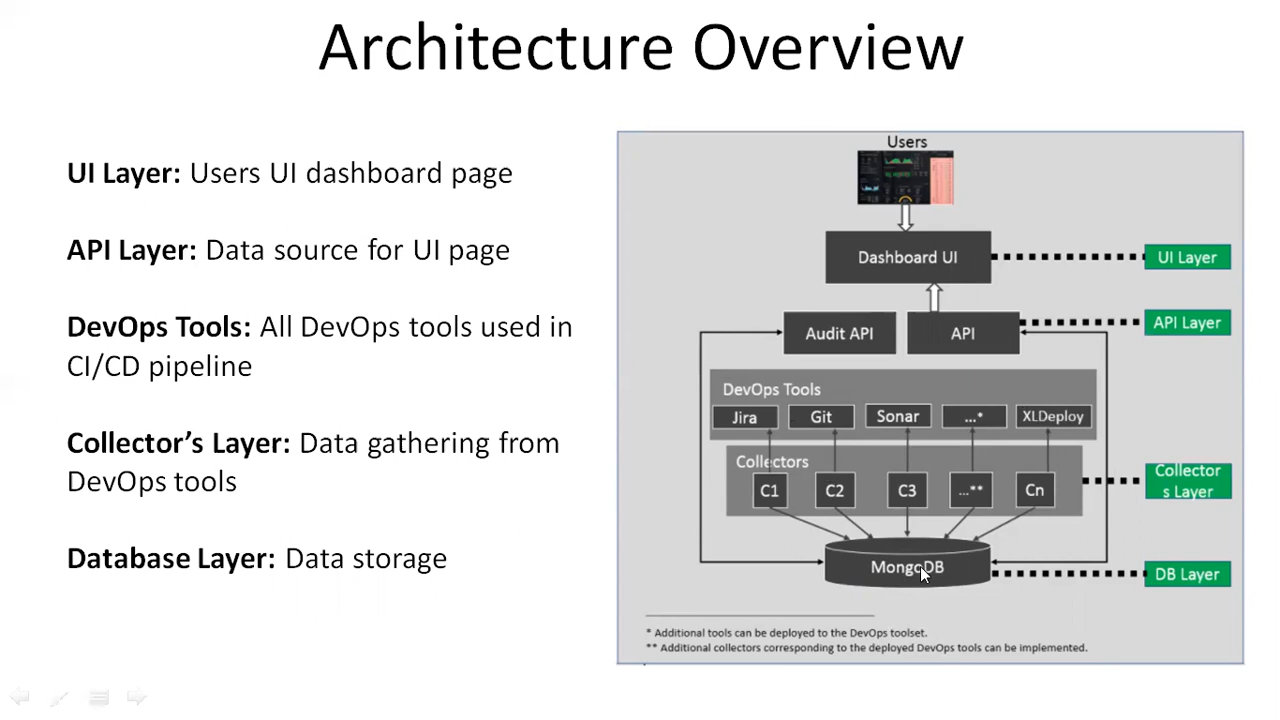 Architecture Overview
UI Layer: Users UI dashboard page
API Layer: Data source for UI page
DevOps Tools: All DevOps tools used in
CI/CD pipeline
Collector’s Layer: Data gathering from
DevOps tools
Database Layer: Data storage
Users
Dashboard UI
UI Layer
Audit API
API
API Layer
DevOps Tools
Jira
Git
Sonar
...*
XLDeploy
Collectors
C1
C2
C3
...**
Cn
Collector
s Layer
MongoDB
DB Layer
* Additional tools can be deployed to the DevOps toolset.
** Additional collectors corresponding to the deployed DevOps tools can be implemented.